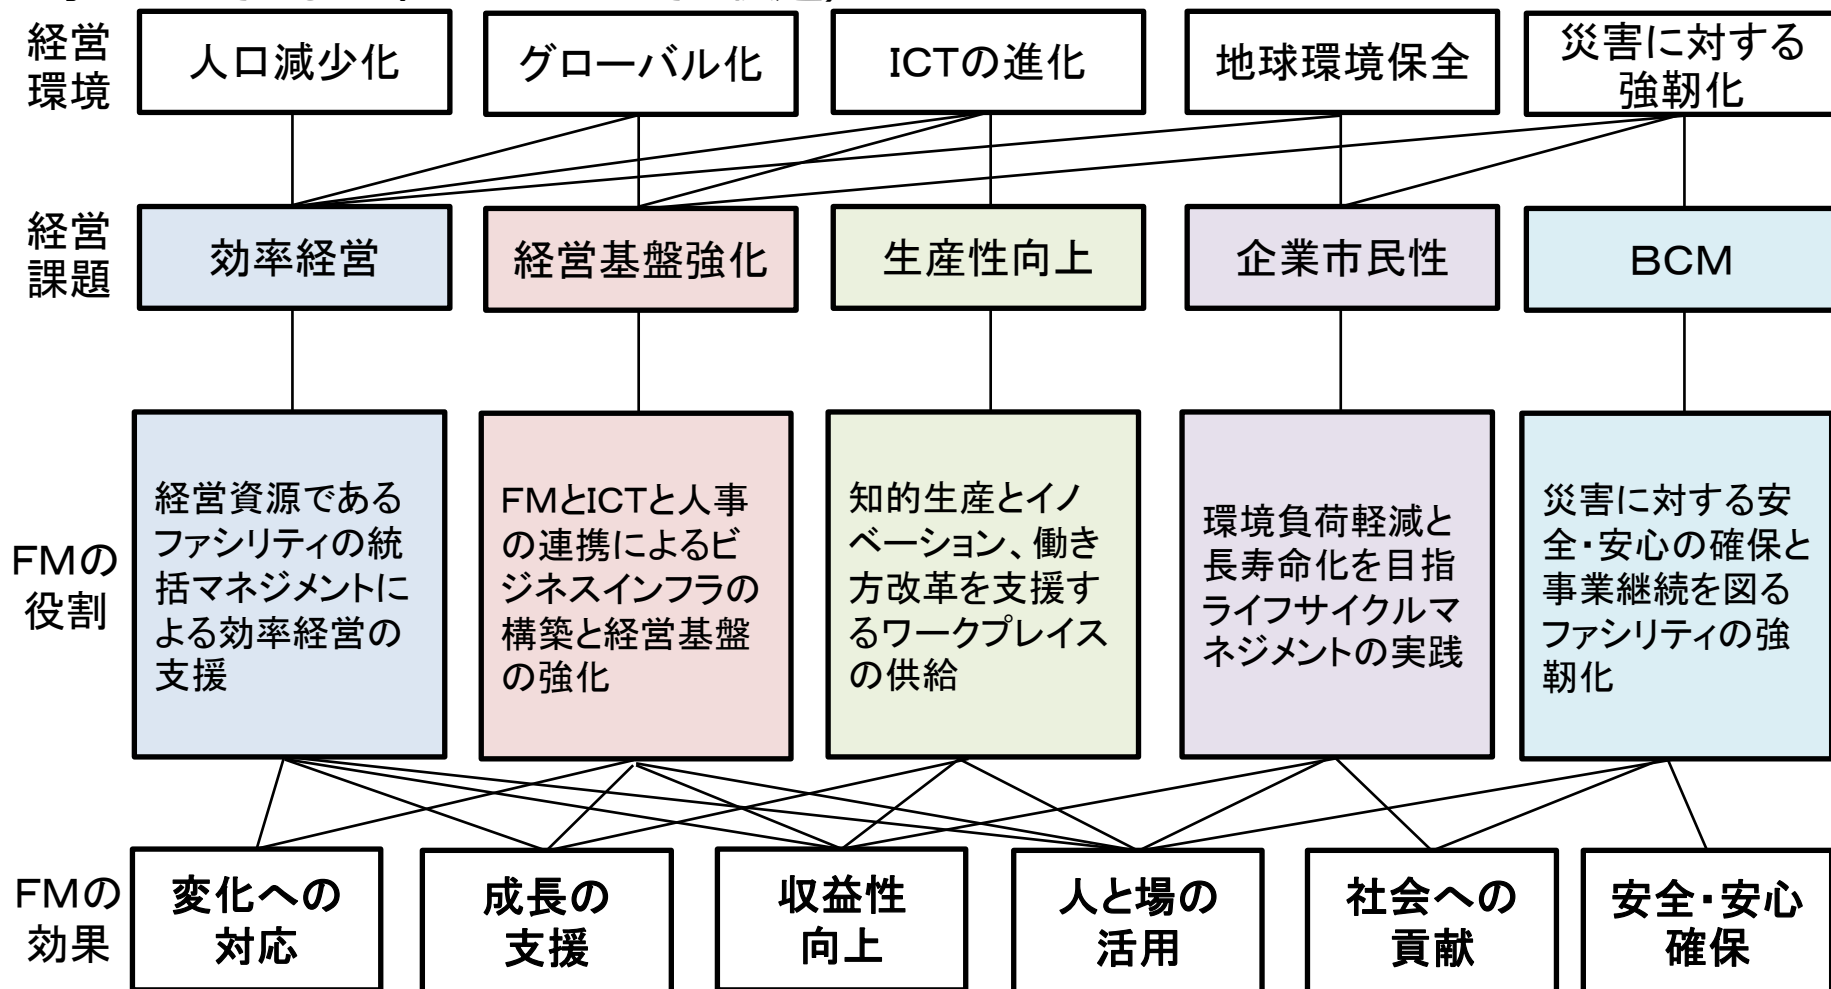 経営
環境
人口減少化
グローバル化
ICTの進化
地球環境保全
災害に対する
強靭化
経営
課題
効率経営
経営基盤強化
生産性向上
企業市民性
BCM
FMの
役割
経営資源である
ファシリティの統
括マネジメントに
よる効率経営の
支援
FMとICTと人事
の連携によるビ
ジネスインフラの
構築と経営基盤
の強化
知的生産とイノ
ベーション、働き
方改革を支援す
るワークプレイス
の供給
環境負荷軽減と
長寿命化を目指
ライフサイクルマ
ネジメントの実践
災害に対する安
全・安心の確保と
事業継続を図る
ファシリティの強
靭化
FMの
効果
変化への
対応
成長の
支援
収益性
向上
人と場の
活用
社会への
貢献
安全・安心
確保